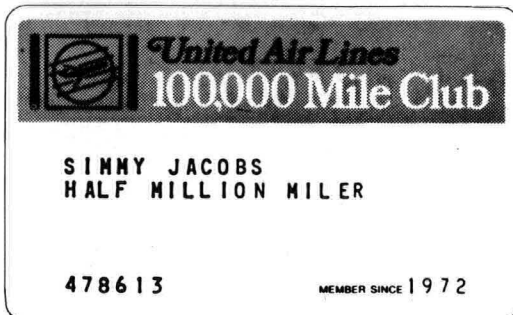 United Air Lines
100,000 Mile Club
SIMMY JACOBS
HALF MILLION MILER
478613 MEMBER SINCE 1972